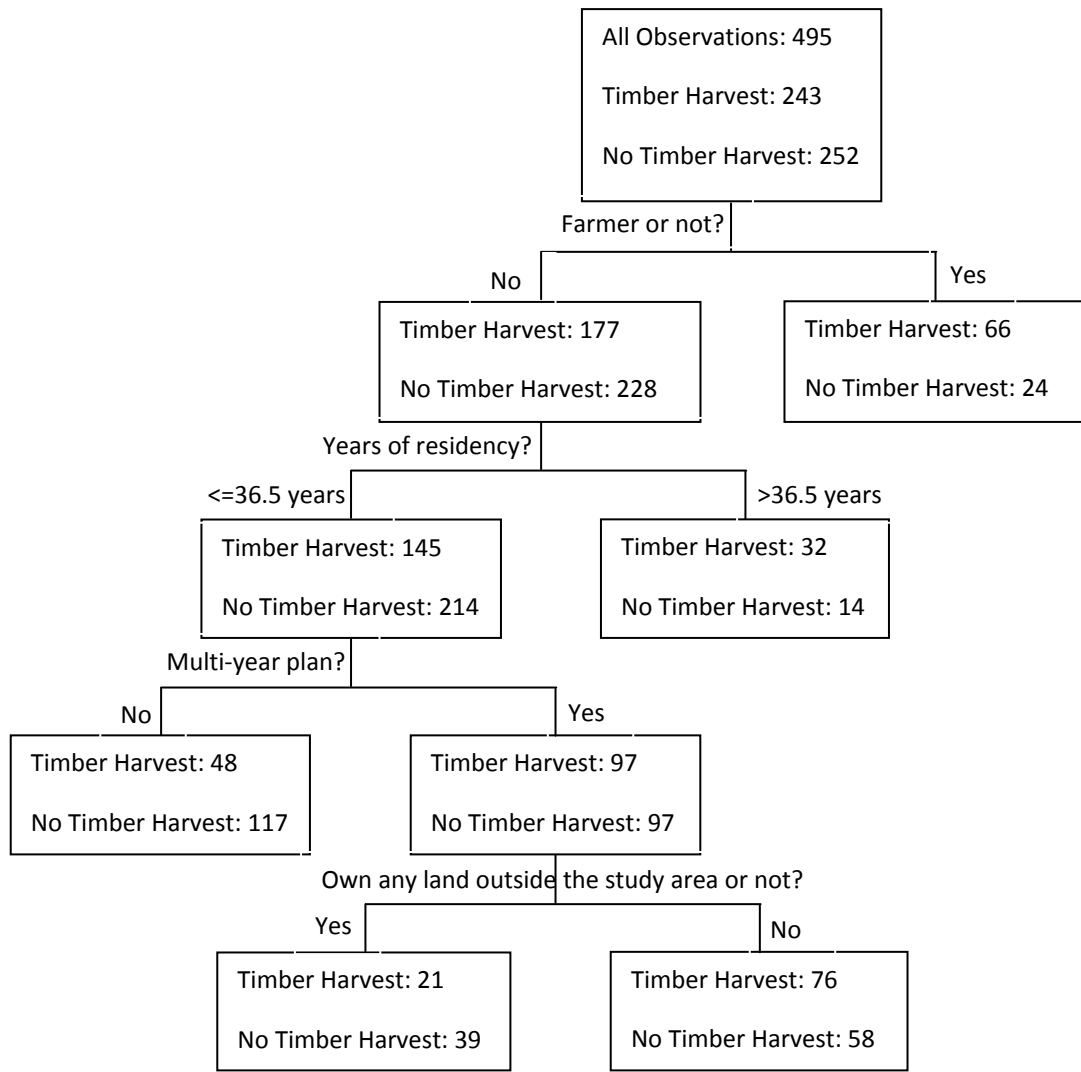 All Observations: 495
Timber Harvest: 243
No Timber Harvest: 252
Farmer or not?
No
Yes
Timber Harvest: 177
No Timber Harvest: 228
Timber Harvest: 66
No Timber Harvest: 24
Years of residency?
<=36.5 years
>36.5 years
Timber Harvest: 145
No Timber Harvest: 214
Timber Harvest: 32
No Timber Harvest: 14
Multi-year plan?
No
Yes
Timber Harvest: 48
No Timber Harvest: 117
Timber Harvest: 97
No Timber Harvest: 97
Own any land outside the study area or not?
Yes
No
Timber Harvest: 21
No Timber Harvest: 39
Timber Harvest: 76
No Timber Harvest: 58